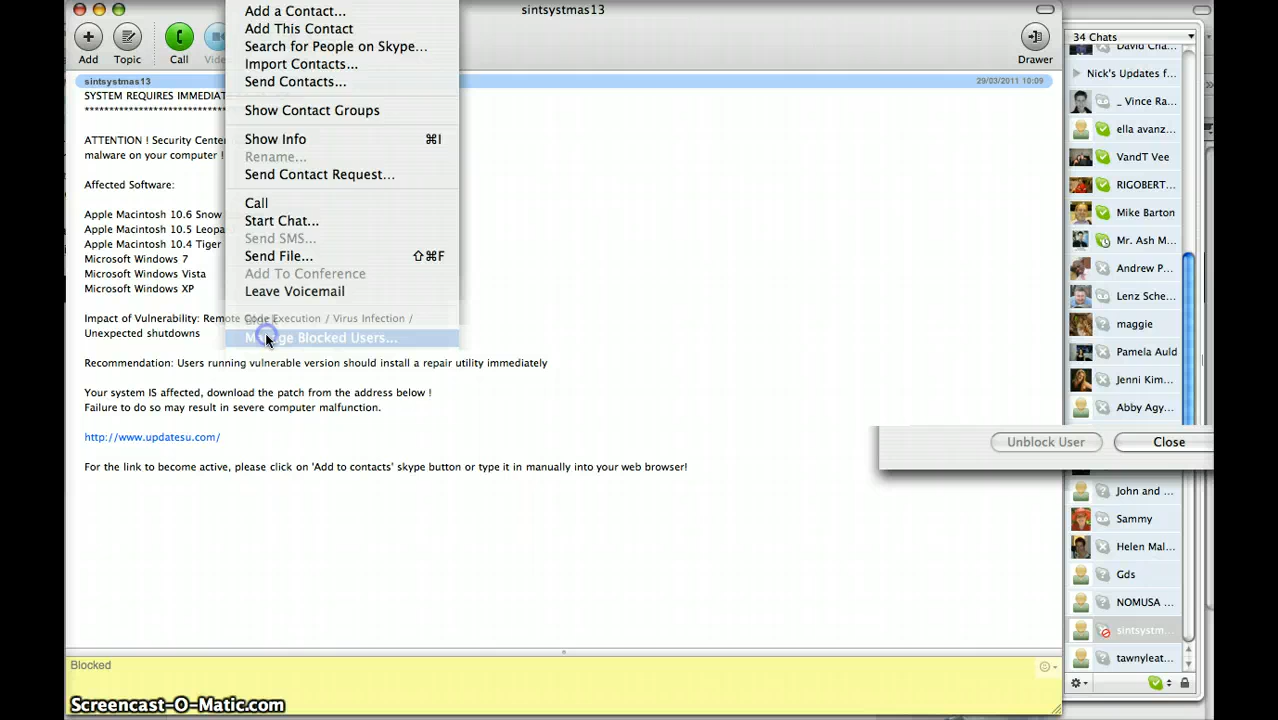 sintsystmas13
Add
Topic
Call
Vide
Drawer
Add a Contact...
Add This Contact
Search for People on Skype...
Import Contacts...
Send Contacts...
Show Contact Groups
Show Info ⌘I
Rename...
Send Contact Request...
Call
Start Chat...
Send SMS...
Send File... ⇧⌘F
Add To Conference
Leave Voicemail
Blocked Users...
sintsystmas13 29/03/2011 10:09
SYSTEM REQUIRES IMMEDIAT
ATTENTION ! Security Center
malware on your computer !
Affected Software:
Apple Macintosh 10.6 Snow
Apple Macintosh 10.5 Leopa
Apple Macintosh 10.4 Tiger
Microsoft Windows 7
Microsoft Windows Vista
Microsoft Windows XP
Impact of Vulnerability: Remote Code Execution / Virus Infection /
Unexpected shutdowns
Recommendation: Users running vulnerable version should install a repair utility immediately
Your system IS affected, download the patch from the address below !
Failure to do so may result in severe computer malfunction.
http://www.updatesu.com/
For the link to become active, please click on 'Add to contacts' skype button or type it in manually into your web browser!
34 Chats
David Cha...
Nick's Updates f...
_ Vince Ra...
ella avanz...
VandT Vee
RIGOBERT...
Mike Barton
Mr. Ash M...
Andrew P...
Lenz Sche...
maggie
Pamela Auld
Jenni Kim...
Abby Agy...
Unblock User
Close
John and ...
Sammy
Helen Mal...
Gds
NOMUSA ...
sintsystm...
tawnyleat...
Blocked
Screencast-O-Matic.com